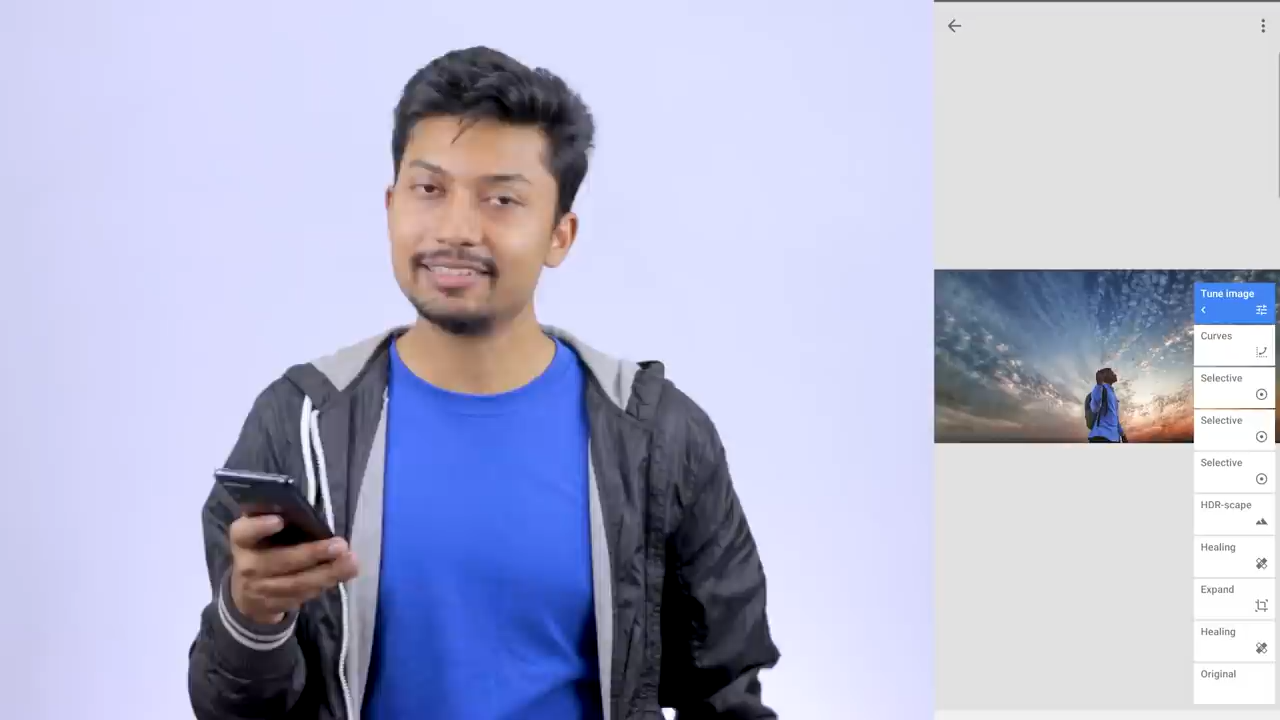 Tune image
Curves
Selective
Selective
Selective
HDR-scape
Healing
Expand
Healing
Original